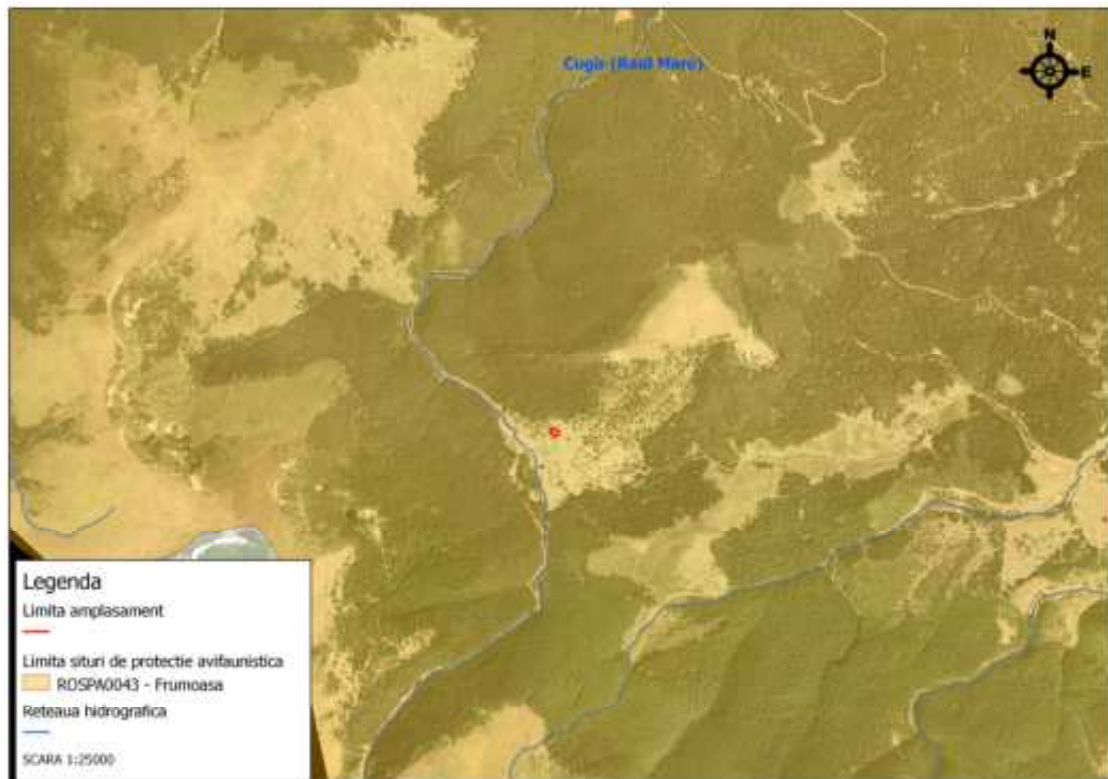 N
E
Cugir (Raul Mare)
Legenda
Limita amplasament
Limita situri de protectie avifaunistica
ROSPA0043 - Frumoasa
Reteaua hidrografica
SCARA 1:25000